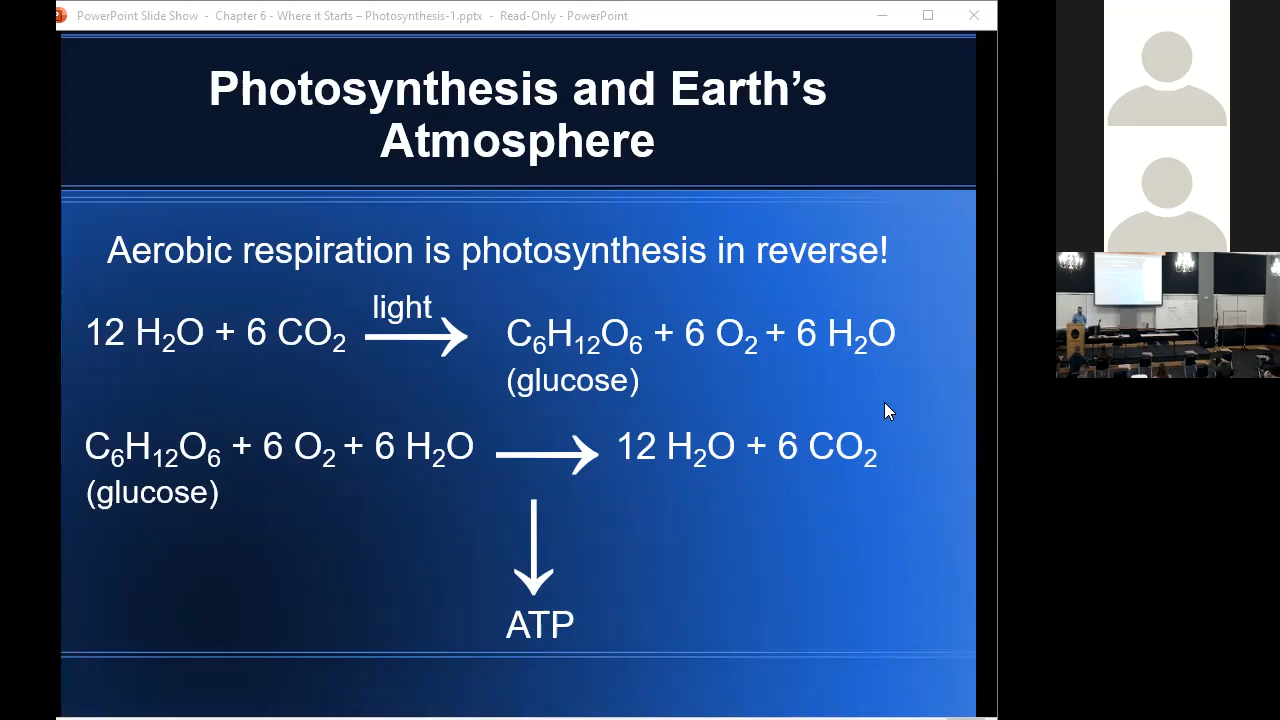 PowerPoint Slide Show - Chapter 6 - Where it Starts – Photosynthesis-1.pptx - Read-Only - PowerPoint
Photosynthesis and Earth’s
Atmosphere
Aerobic respiration is photosynthesis in reverse!
light
12 H₂O + 6 CO₂ → C₆H₁₂O₆ + 6 O₂ + 6 H₂O
(glucose)
C₆H₁₂O₆ + 6 O₂ + 6 H₂O → 12 H₂O + 6 CO₂
(glucose)
ATP